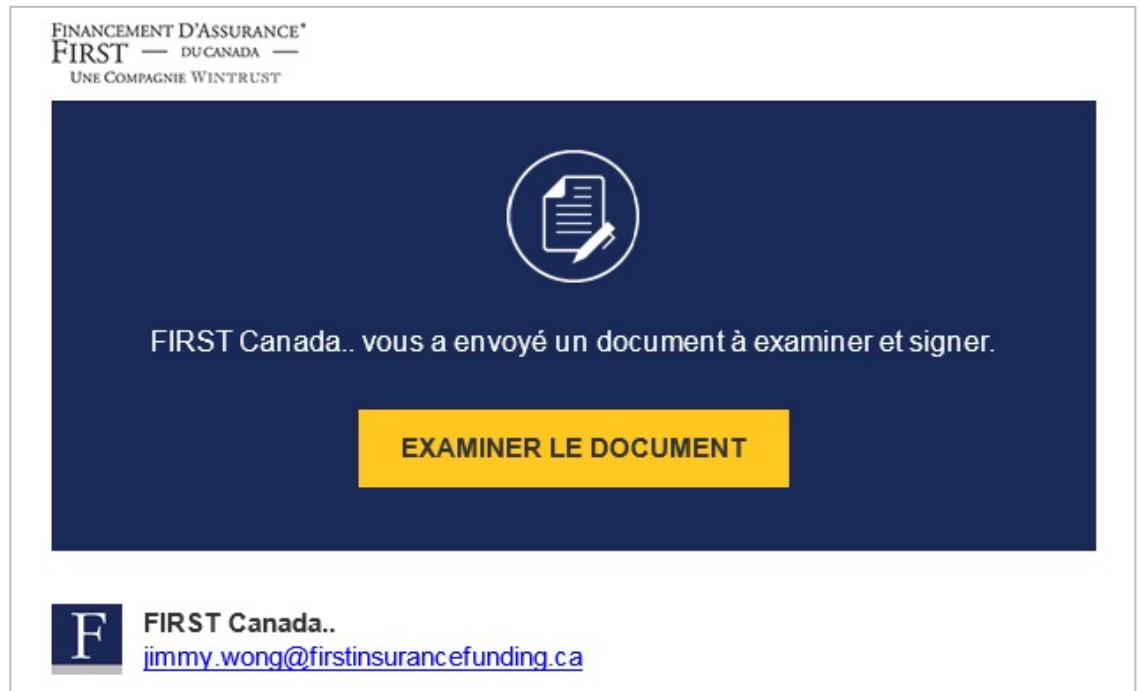 FINANCEMENT D'ASSURANCE*
FIRST — DU CANADA —
UNE COMPAGNIE WINTRUST
FIRST Canada.. vous a envoyé un document à examiner et signer.
EXAMINER LE DOCUMENT
F
FIRST Canada..
jimmy.wong@firstinsurancefunding.ca